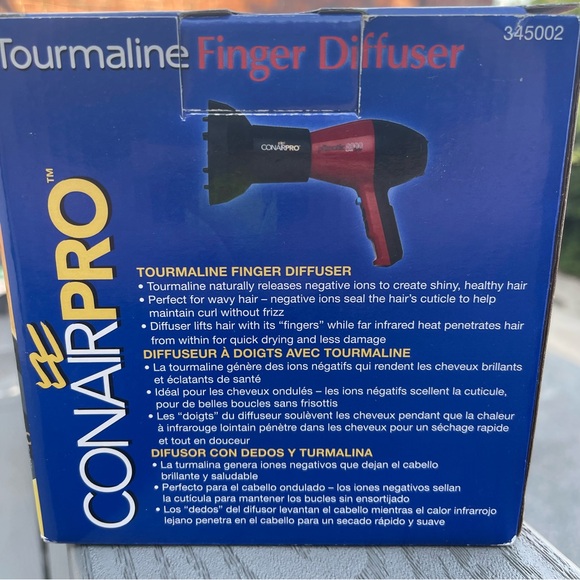 Tourmaline Finger Diffuser
345002
CONAIRPRO
CONAIRPRO™
TOURMALINE FINGER DIFFUSER
• Tourmaline naturally releases negative ions to create shiny, healthy hair
• Perfect for wavy hair – negative ions seal the hair's cuticle to help
maintain curl without frizz
• Diffuser lifts hair with its “fingers” while far infrared heat penetrates hair
from within for quick drying and less damage
DIFFUSEUR À DOIGTS AVEC TOURMALINE
• La tourmaline génère des ions négatifs qui rendent les cheveux brillants
et éclatants de santé
• Idéal pour les cheveux ondulés – les ions négatifs scellent la cuticule,
pour de belles boucles sans frisottis
• Les “doigts” du diffuseur soulèvent les cheveux pendant que la chaleur
à infrarouge lointain pénètre dans les cheveux pour un séchage rapide
et tout en douceur
DIFUSOR CON DEDOS Y TURMALINA
• La turmalina genera iones negativos que dejan el cabello
brillante y saludable
• Perfecto para el cabello ondulado – los iones negativos sellan
la cutícula para mantener los bucles sin ensortijado
• Los “dedos” del difusor levantan el cabello mientras el calor infrarrojo
lejano penetra en el cabello para un secado rápido y suave